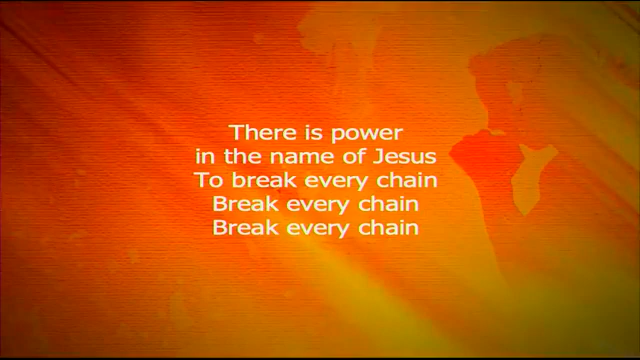 There is power
in the name of Jesus
To break every chain
Break every chain
Break every chain